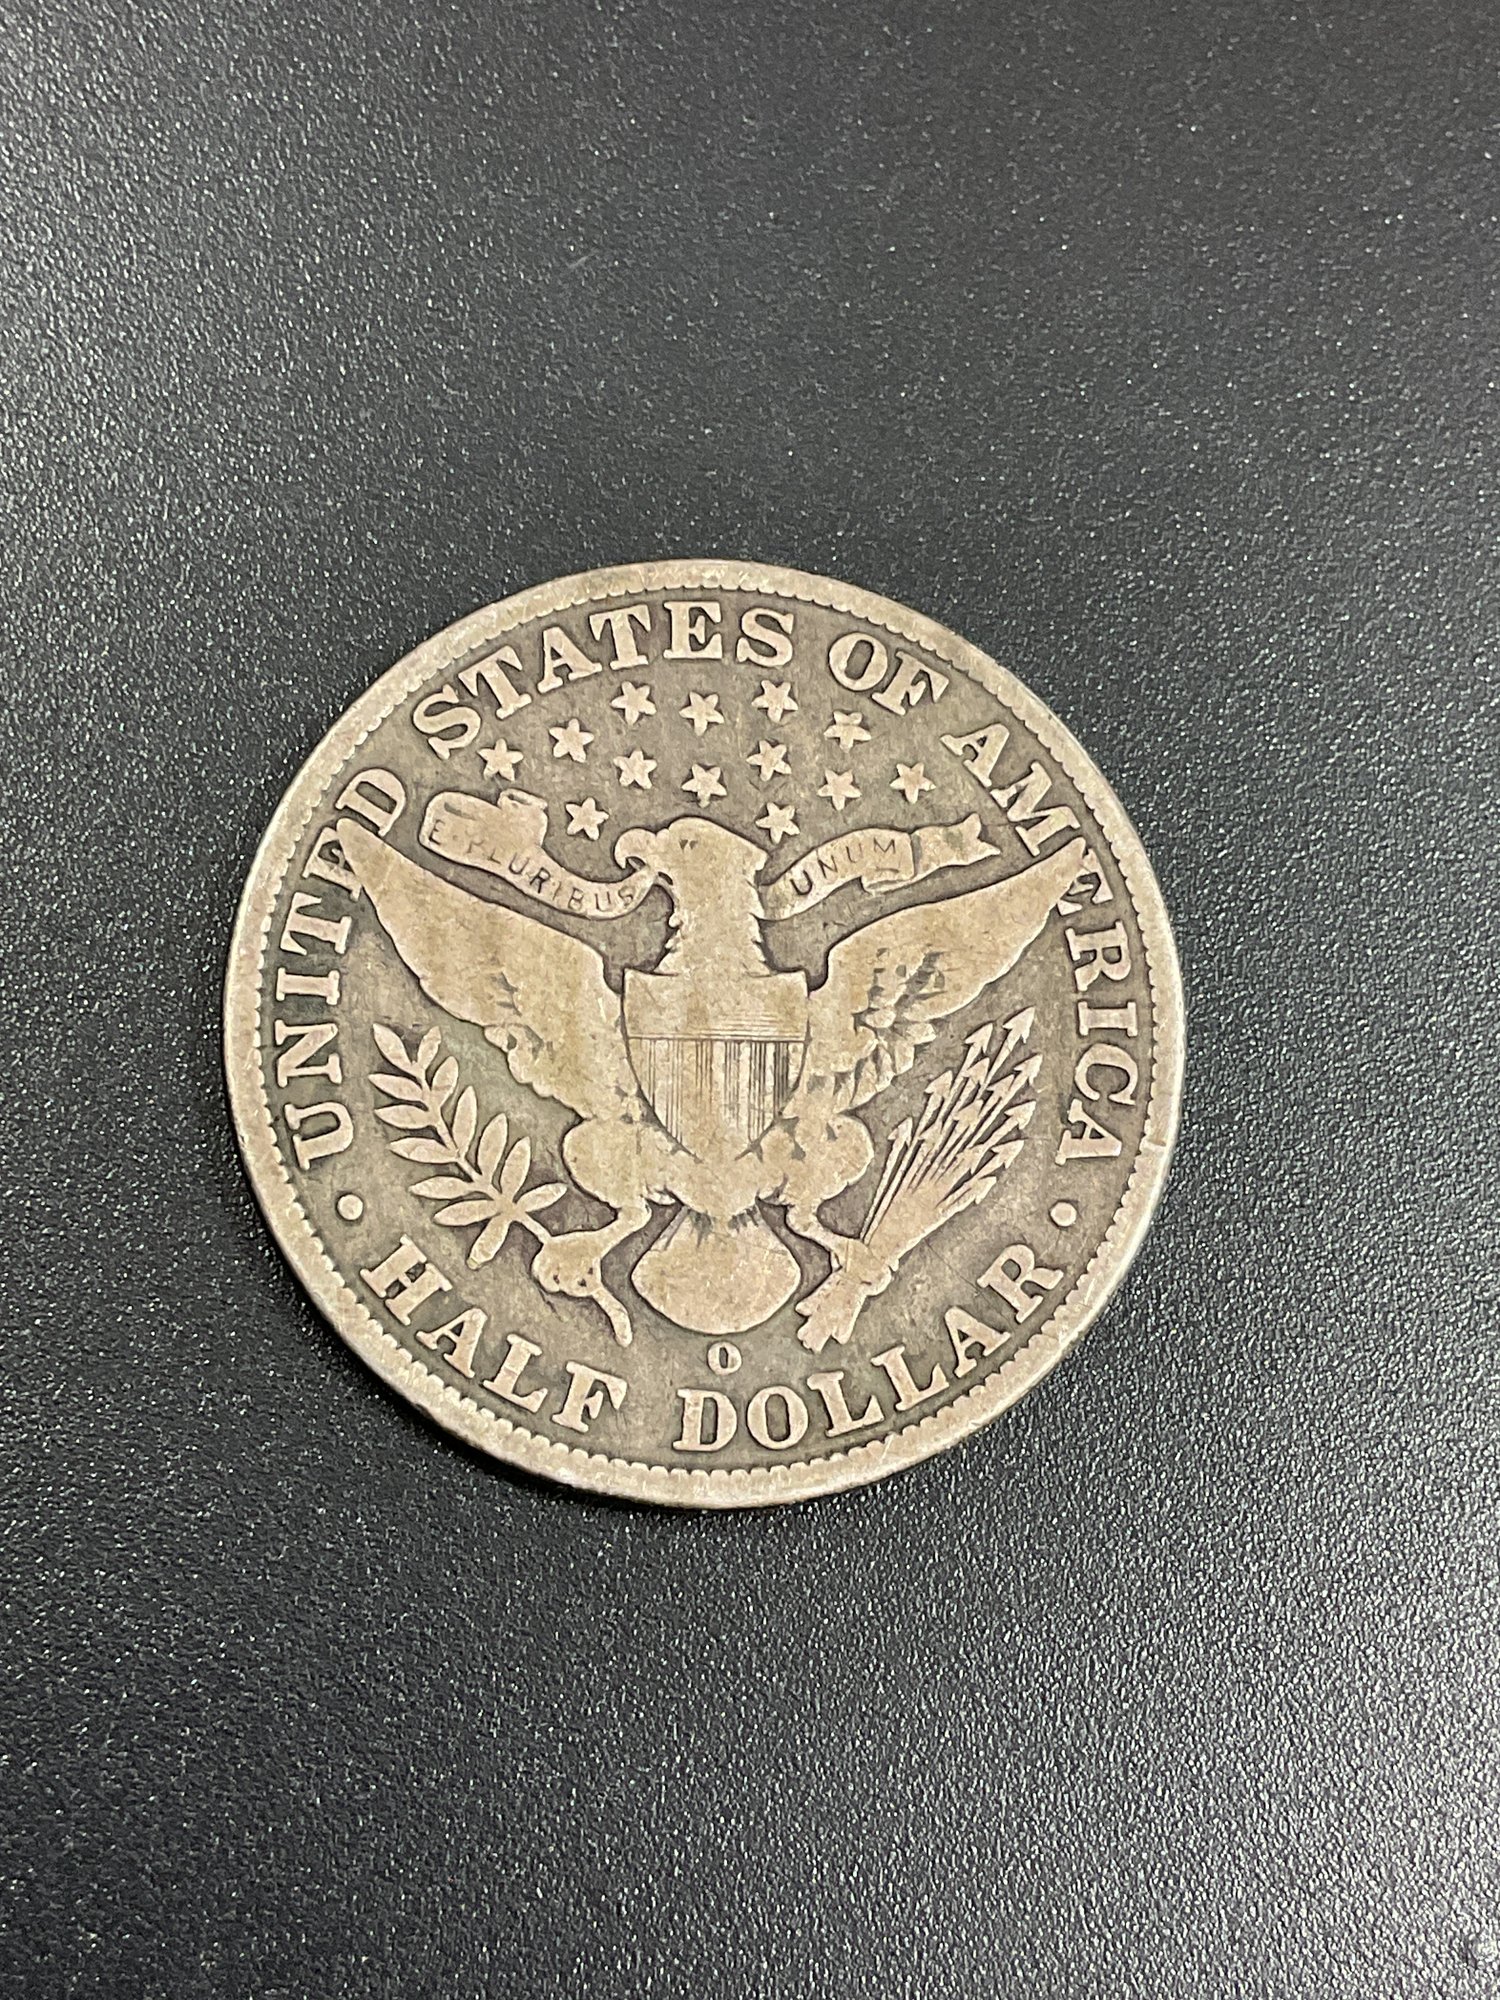 UNITED STATES OF AMERICA
E·PLURIBUS UNUM
O
HALF DOLLAR